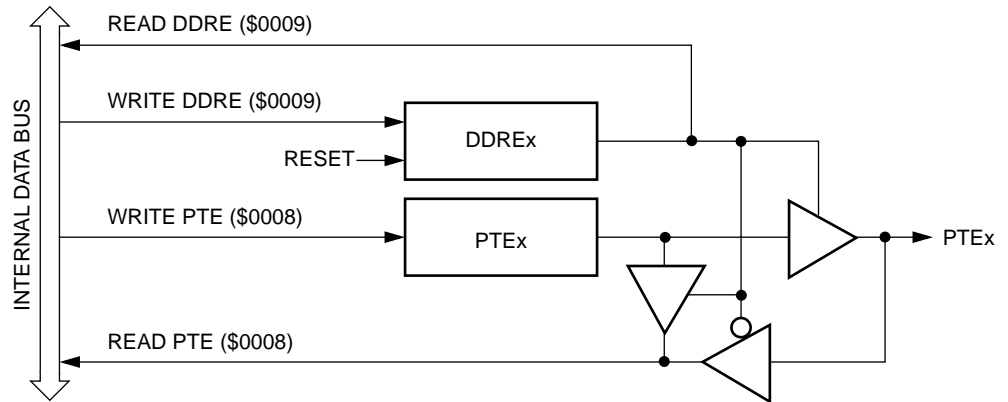 READ DDRE ($0009)
WRITE DDRE ($0009)
RESET
DDREx
WRITE PTE ($0008)
PTEx
PTEx
READ PTE ($0008)
INTERNAL DATA BUS